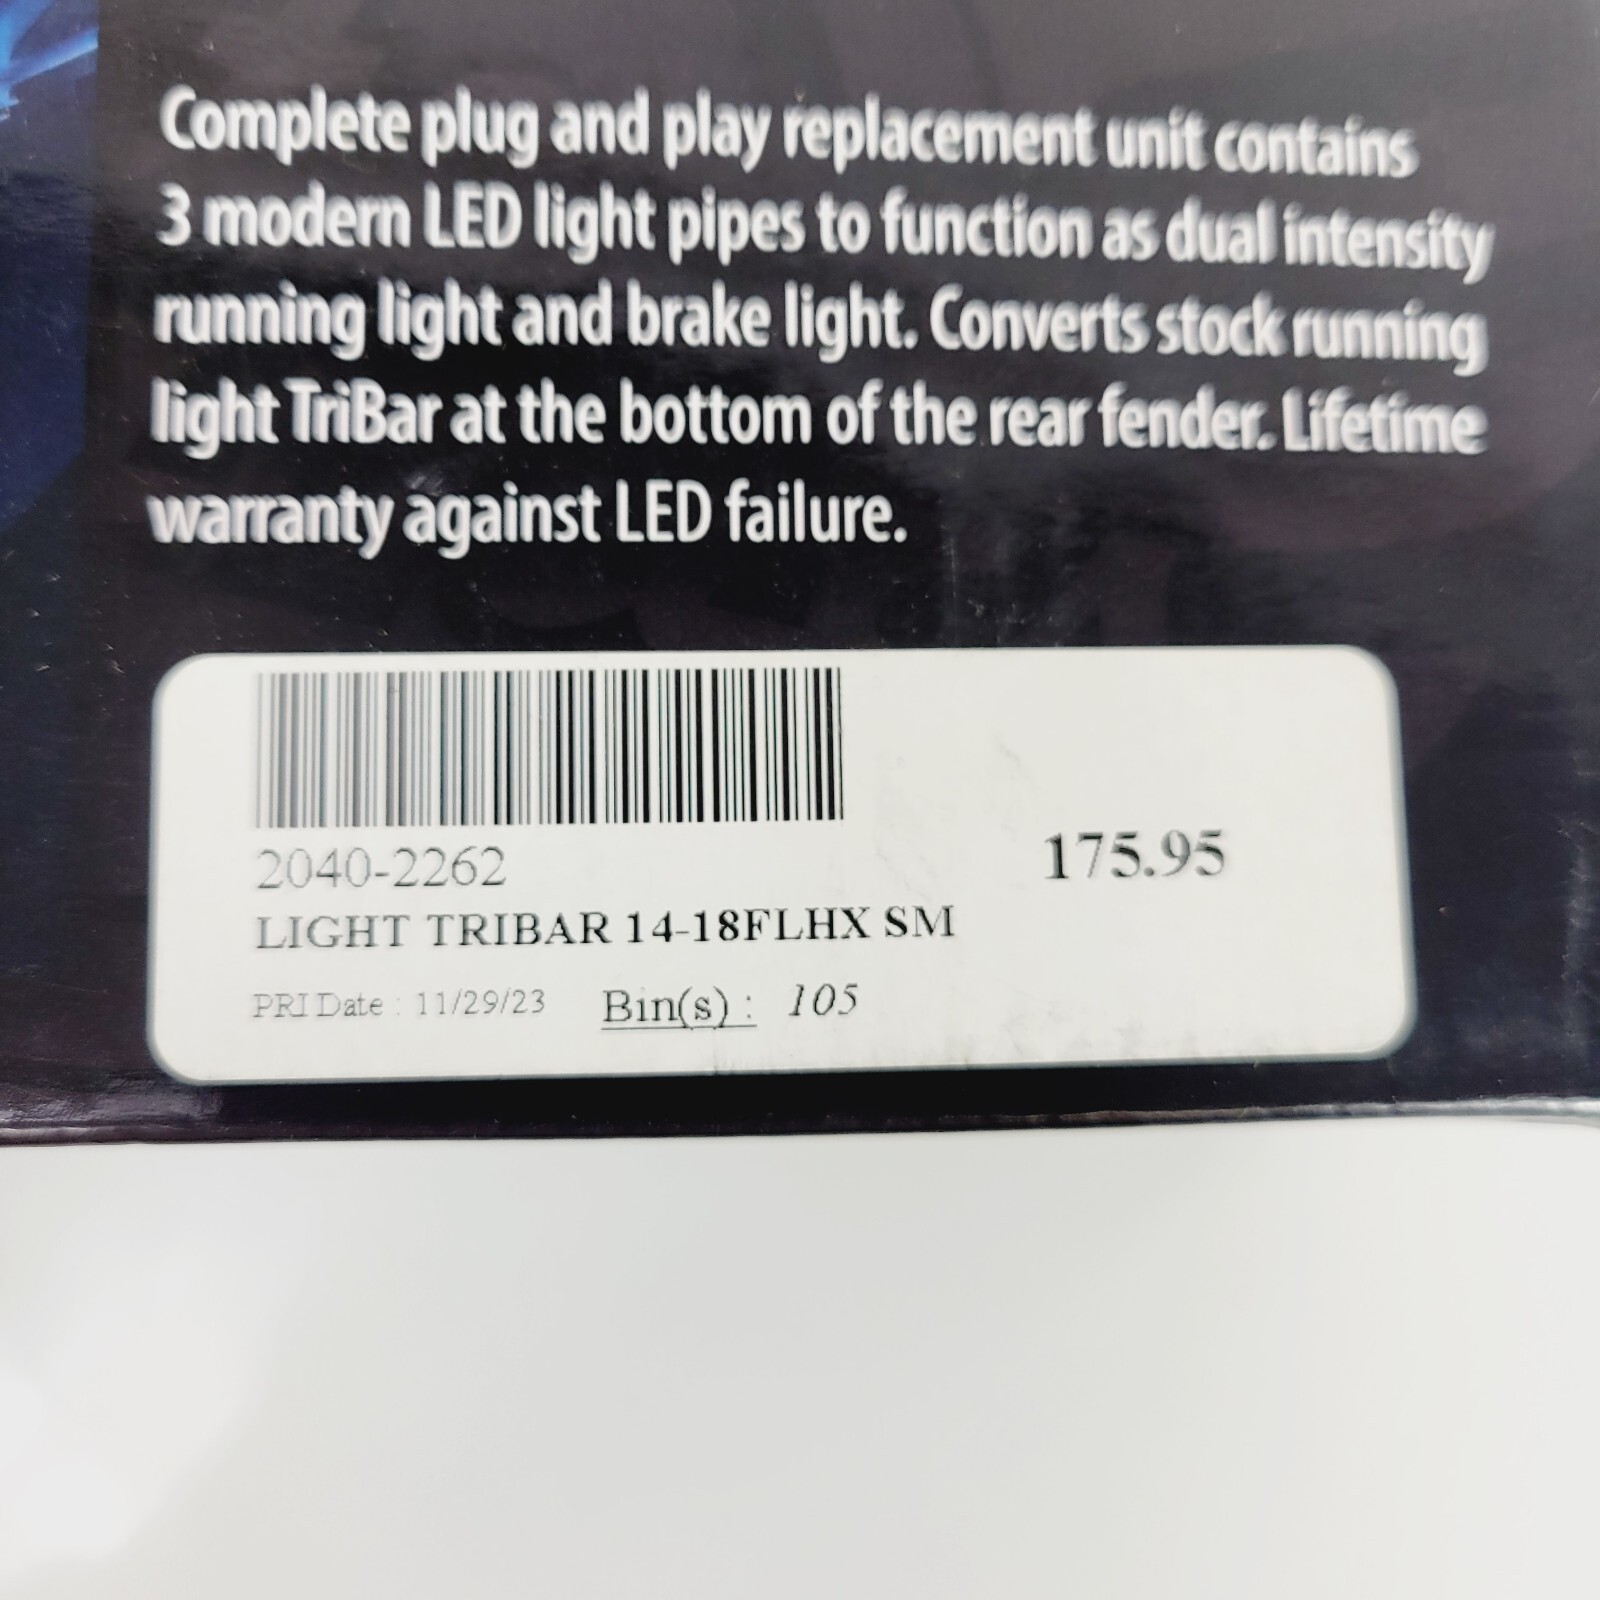 Complete plug and play replacement unit contains
3 modern LED light pipes to function as dual intensity
running light and brake light. Converts stock running
light TriBar at the bottom of the rear fender. Lifetime
warranty against LED failure.
2040-2262
175.95
LIGHT TRIBAR 14-18FLHX SM
PRI Date : 11/29/23 Bin(s) : 105